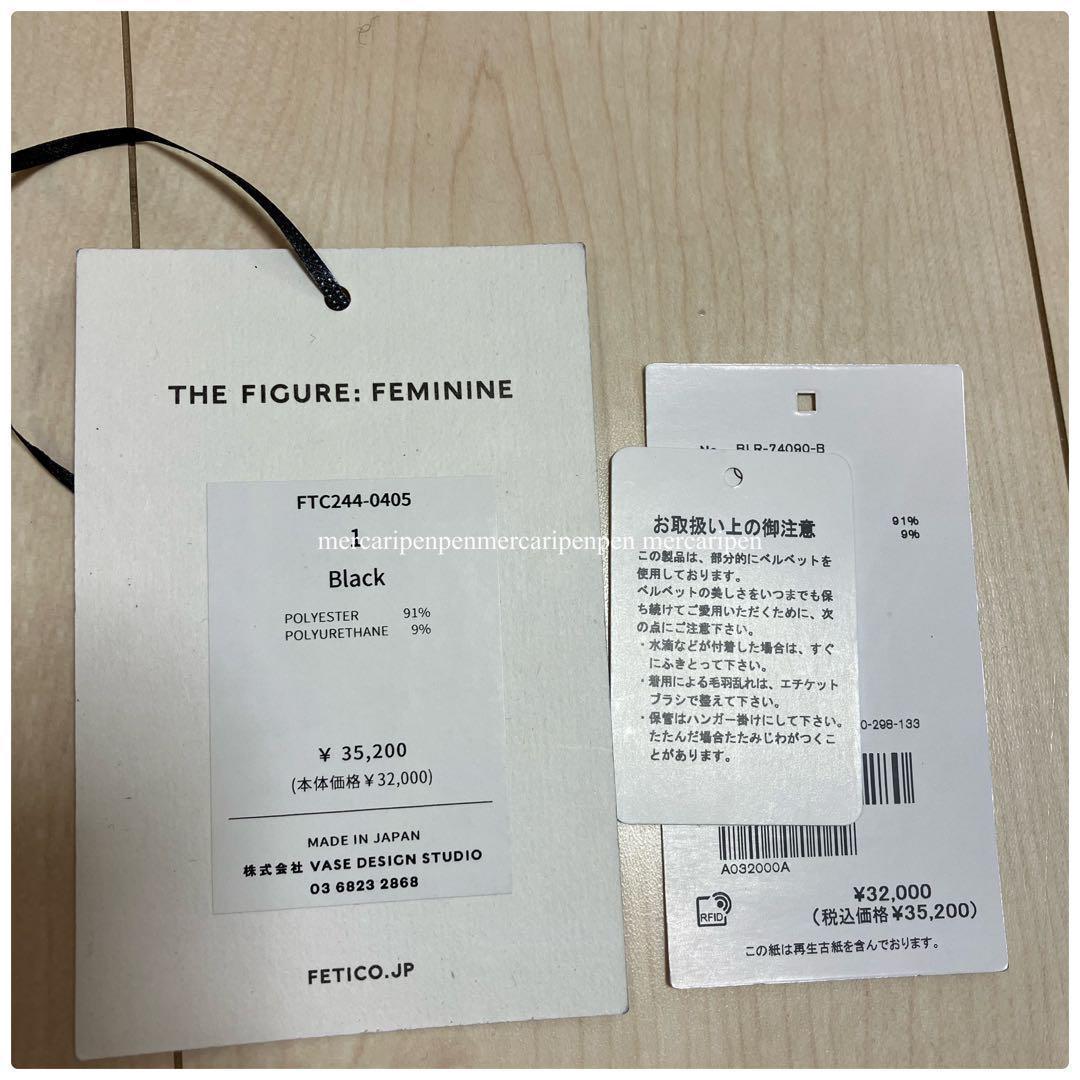 THE FIGURE: FEMININE
FTC244-0405
1
Black
POLYESTER 91%
POLYURETHANE 9%
¥ 35,200
(本体価格¥32,000)
MADE IN JAPAN
株式会社 VASE DESIGN STUDIO
03 6823 2868
FETICO.JP
mercaripenpenmercaripenpen mercaripen
お取扱い上の御注意
この製品は、部分的にベルベットを
使用しております。
ベルベットの美しさをいつまでも保
ち続けてご愛用いただくために、次
の点にご注意下さい。
・水滴などが付着した場合は、すぐ
にふきとって下さい。
・着用による毛羽乱れは、エチケット
ブラシで整えて下さい。
・保管はハンガー掛けにして下さい。
たたんだ場合たたみじわがつくこ
とがあります。
No. BLR-74090-B
91%
9%
0-298-133
A032000A
RFID
¥32,000
(税込価格¥35,200)
この紙は再生古紙を含んでおります。